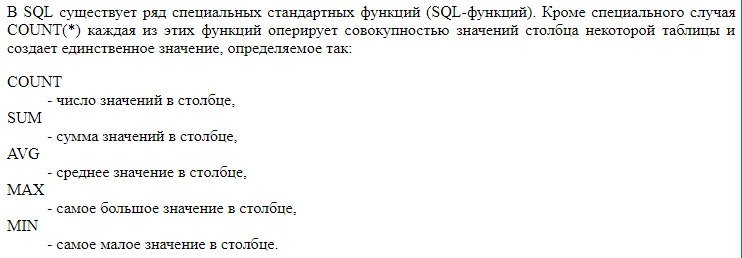 В SQL существует ряд специальных стандартных функций (SQL-функций). Кроме специального случая
COUNT(*) каждая из этих функций оперирует совокупностью значений столбца некоторой таблицы и
создает единственное значение, определяемое так:
COUNT
- число значений в столбце,
SUM
- сумма значений в столбце,
AVG
- среднее значение в столбце,
MAX
- самое большое значение в столбце,
MIN
- самое малое значение в столбце.